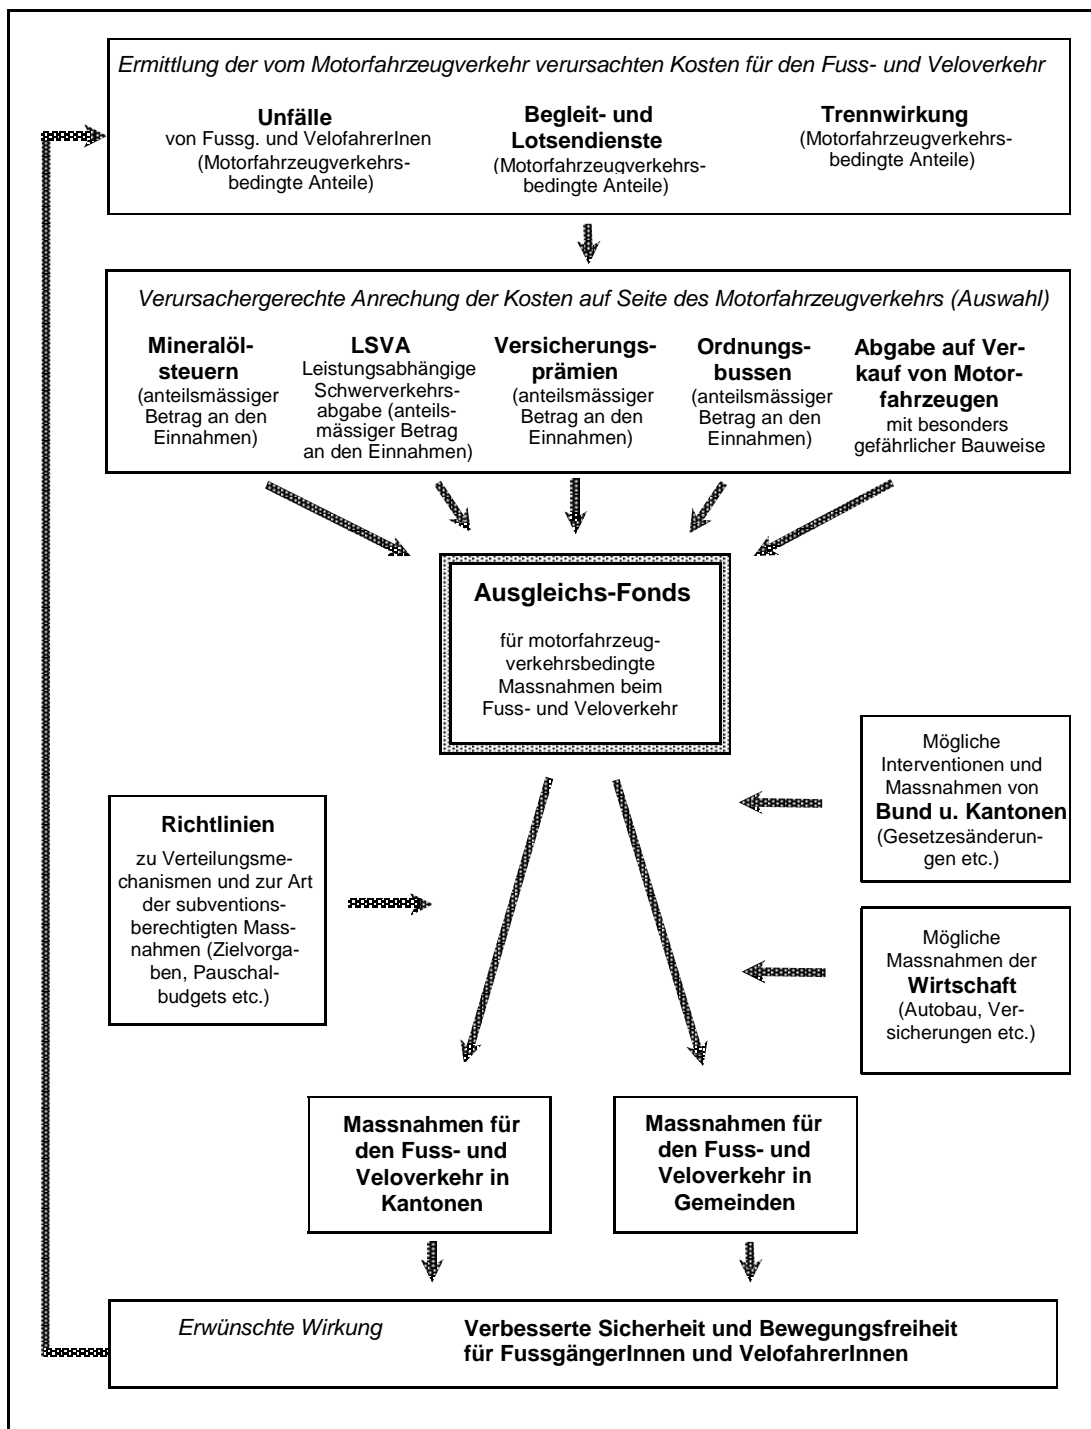 Ermittlung der vom Motorfahrzeugverkehr verursachten Kosten für den Fuss- und Veloverkehr
Unfälle
von Fussg. und VelofahrerInen
(Motorfahrzeugverkehrs-
bedingte Anteile)
Begleit- und
Lotsendienste
(Motorfahrzeugverkehrs-
bedingte Anteile)
Trennwirkung
(Motorfahrzeugverkehrs-
bedingte Anteile)
Verursachergerechte Anrechung der Kosten auf Seite des Motorfahrzeugverkehrs (Auswahl)
Mineralöl-
steuern
(anteilsmässiger
Betrag an den
Einnahmen)
LSVA
Leistungsabhängige
Schwerverkehrs-
abgabe (anteils-
mässiger Betrag
an den Einnahmen)
Versicherungs-
prämien
(anteilsmässiger
Betrag an den
Einnahmen)
Ordnungs-
bussen
(anteilsmässiger
Betrag an den
Einnahmen)
Abgabe auf Ver-
kauf von Motor-
fahrzeugen
mit besonders
gefährlicher Bauweise
Ausgleichs-Fonds
für motorfahrzeug-
verkehrsbedingte
Massnahmen beim
Fuss- und Veloverkehr
Mögliche
Interventionen und
Massnahmen von
Bund u. Kantonen
(Gesetzesänderun-
gen etc.)
Richtlinien
zu Verteilungsme-
chanismen und zur Art
der subventions-
berechtigten Mass-
nahmen (Zielvorga-
ben, Pauschal-
budgets etc.)
Mögliche
Massnahmen der
Wirtschaft
(Autobau, Ver-
sicherungen etc.)
Massnahmen für
den Fuss- und
Veloverkehr in
Kantonen
Massnahmen für
den Fuss- und
Veloverkehr in
Gemeinden
Erwünschte Wirkung
Verbesserte Sicherheit und Bewegungsfreiheit
für FussgängerInnen und VelofahrerInnen